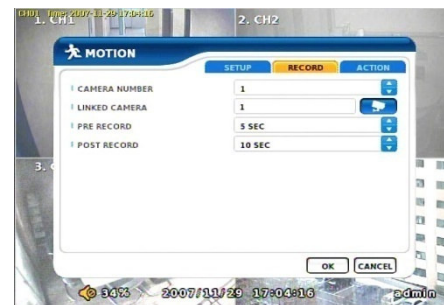 CH01 Time 2007-11-29 17:04:16
1. CH1
2. CH2
MOTION
SETUP RECORD ACTION
CAMERA NUMBER 1
LINKED CAMERA 1
PRE RECORD 5 SEC
POST RECORD 10 SEC
3.
OK CANCEL
34% 2007/11/29 17:04:16 admin